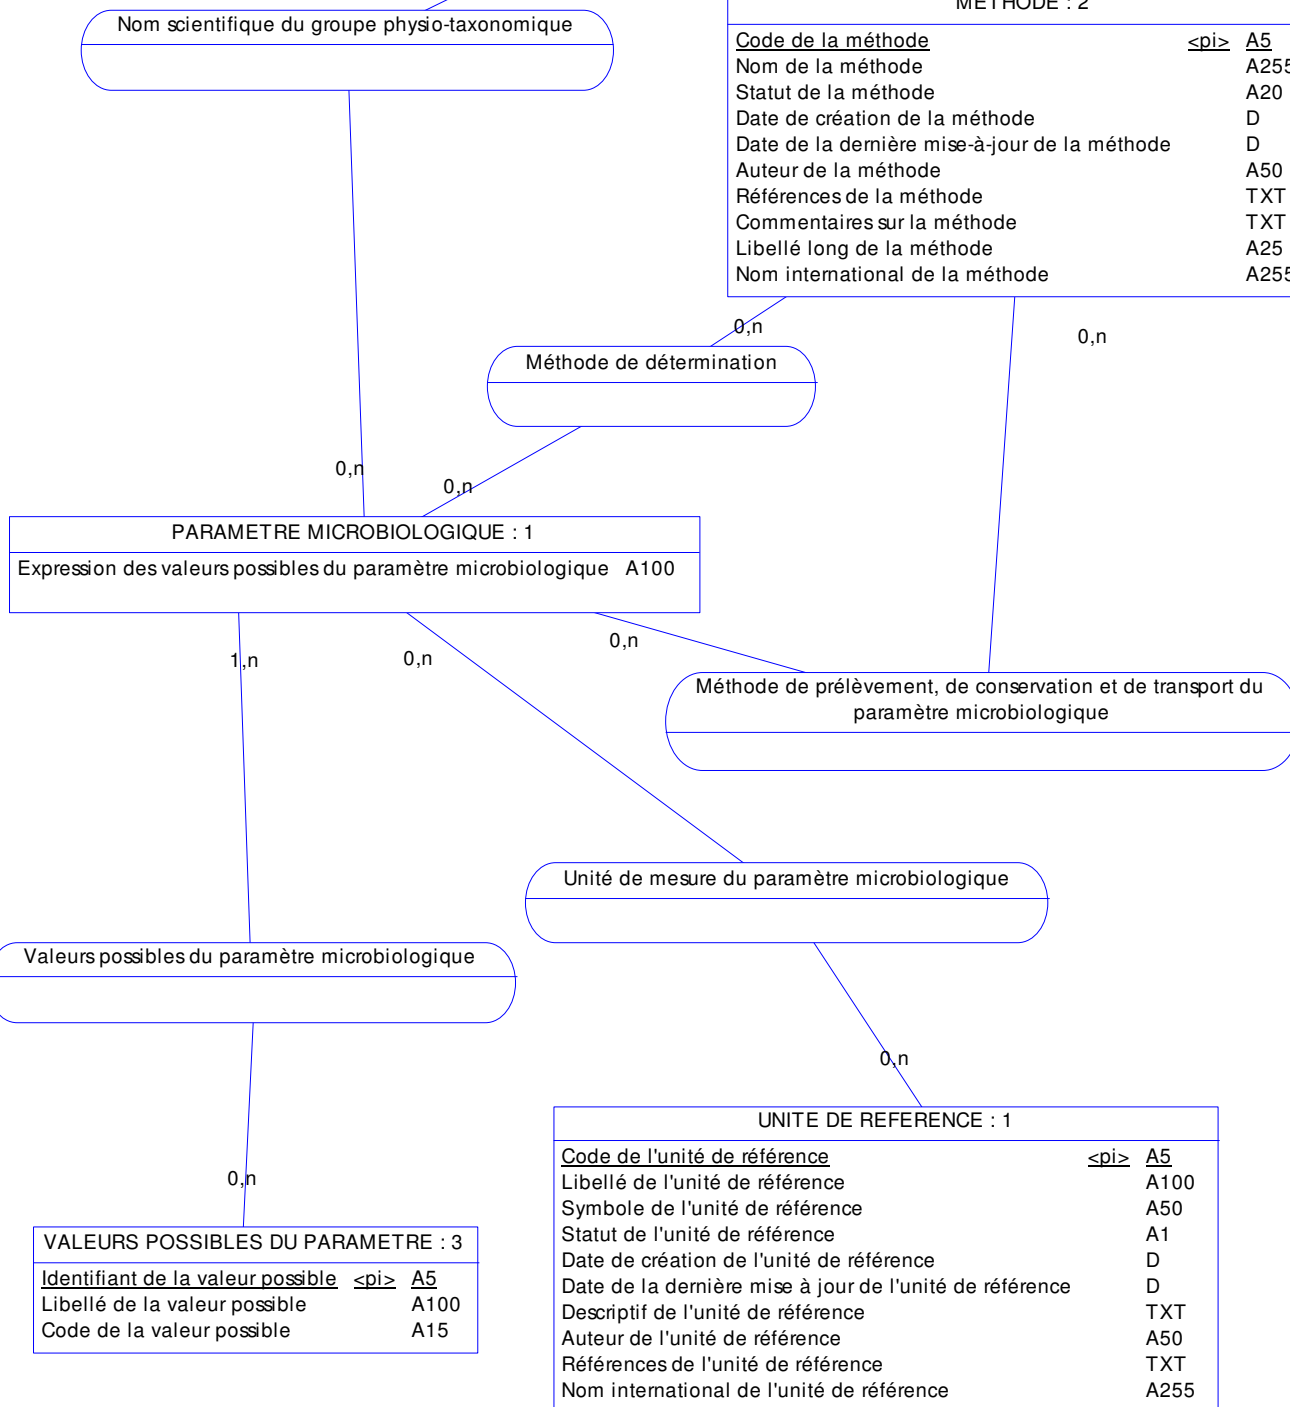 Nom scientifique du groupe physio-taxonomique
METHODE : 2
Code de la méthode <pi> A5
Nom de la méthode A255
Statut de la méthode A20
Date de création de la méthode D
Date de la dernière mise-à-jour de la méthode D
Auteur de la méthode A50
Références de la méthode TXT
Commentaires sur la méthode TXT
Libellé long de la méthode A25
Nom international de la méthode A255
0,n
0,n
Méthode de détermination
0,n
0,n
PARAMETRE MICROBIOLOGIQUE : 1
Expression des valeurs possibles du paramètre microbiologique A100
1,n
0,n
0,n
Méthode de prélèvement, de conservation et de transport du
paramètre microbiologique
Unité de mesure du paramètre microbiologique
Valeurs possibles du paramètre microbiologique
0,n
0,n
UNITE DE REFERENCE : 1
Code de l'unité de référence <pi> A5
Libellé de l'unité de référence A100
Symbole de l'unité de référence A50
Statut de l'unité de référence A1
Date de création de l'unité de référence D
Date de la dernière mise à jour de l'unité de référence D
Descriptif de l'unité de référence TXT
Auteur de l'unité de référence A50
Références de l'unité de référence TXT
Nom international de l'unité de référence A255
VALEURS POSSIBLES DU PARAMETRE : 3
Identifiant de la valeur possible <pi> A5
Libellé de la valeur possible A100
Code de la valeur possible A15